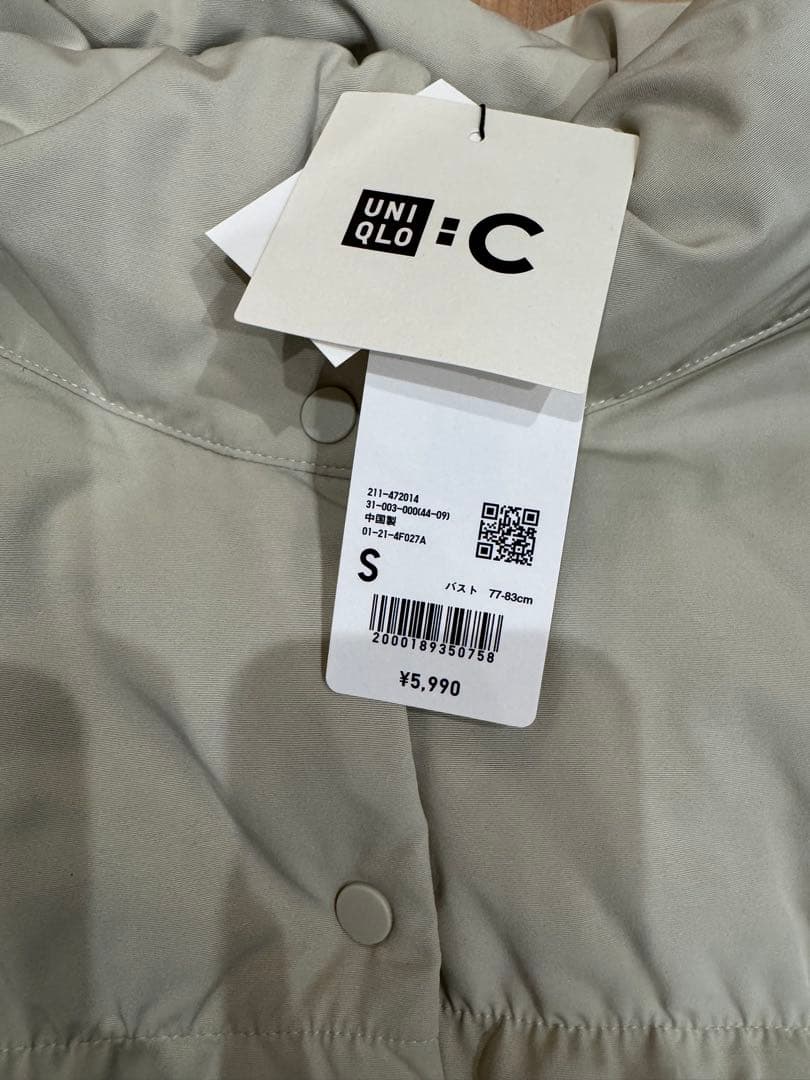 UNI
QLO : C
211-472014
31-003-000(44-09)
中国製
01-21-4F027A
S
バスト 77-83cm
2000189350758
¥5,990